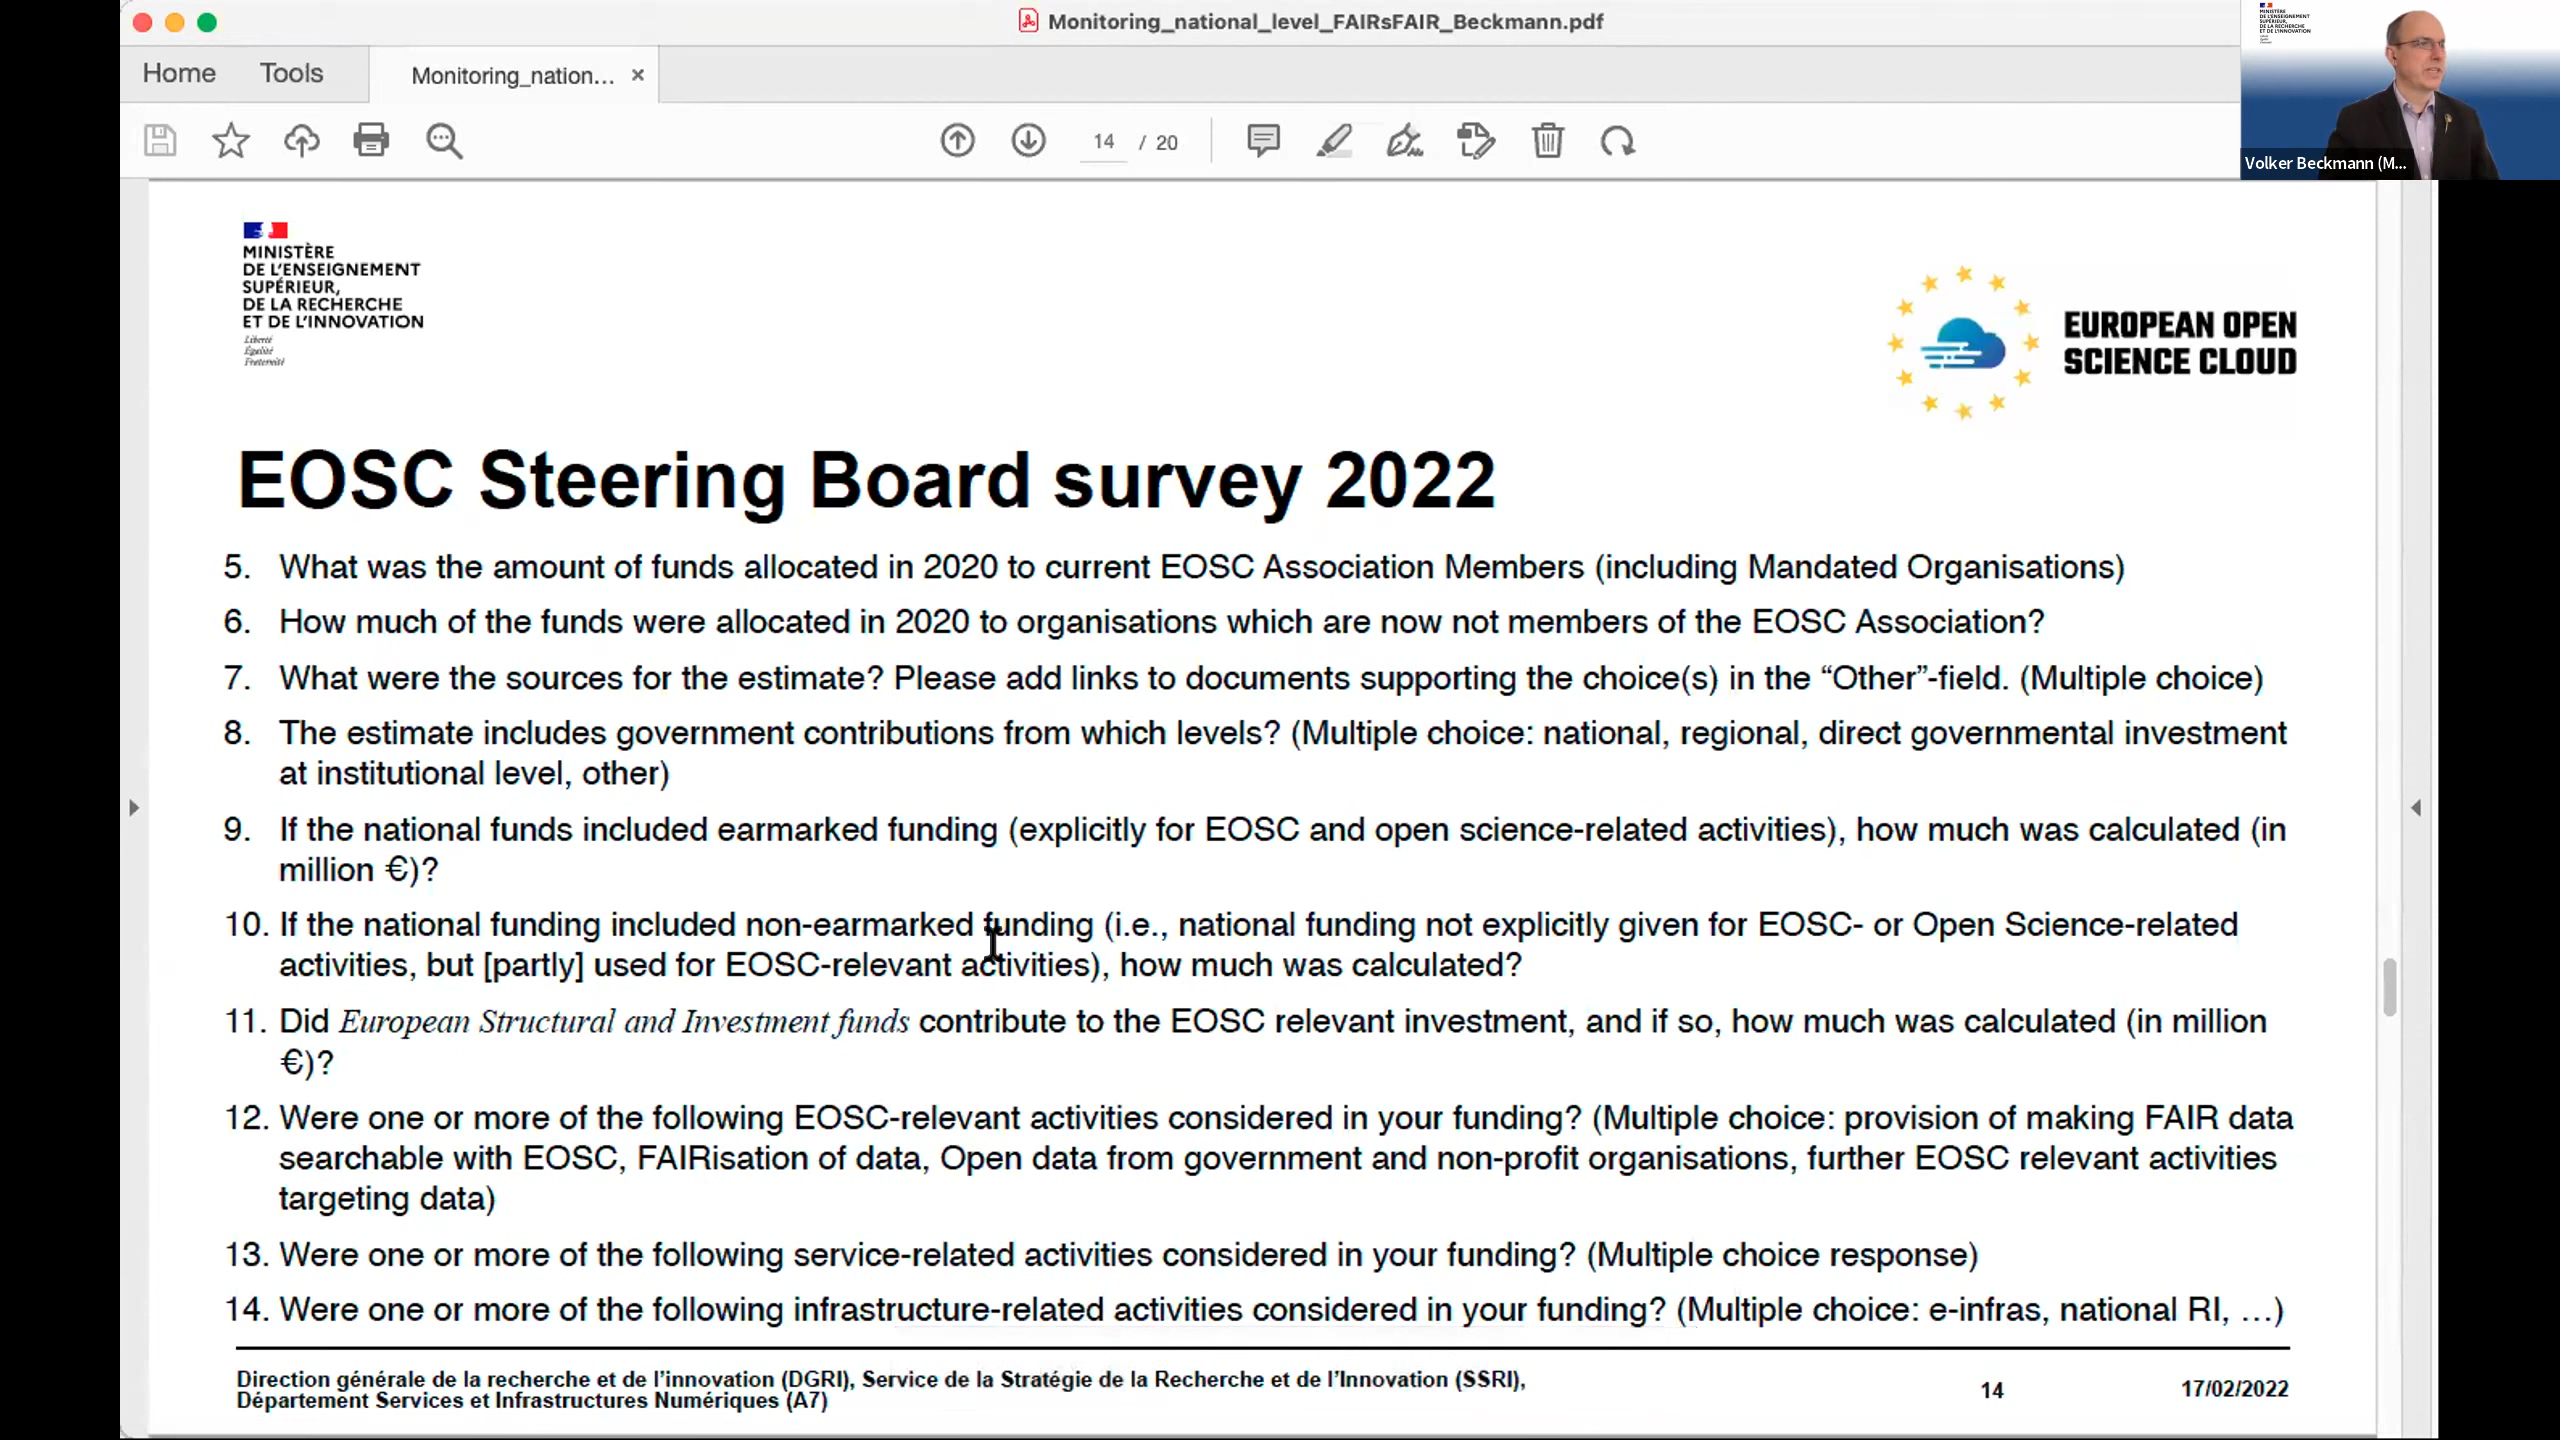 Monitoring_national_level_FAIRsFAIR_Beckmann.pdf
Home Tools Monitoring_nation... ×
14 / 20
Volker Beckmann (M...
MINISTÈRE
DE L'ENSEIGNEMENT
SUPÉRIEUR,
DE LA RECHERCHE
ET DE L'INNOVATION
Liberté
Égalité
Fraternité
EUROPEAN OPEN
SCIENCE CLOUD
EOSC Steering Board survey 2022
5. What was the amount of funds allocated in 2020 to current EOSC Association Members (including Mandated Organisations)
6. How much of the funds were allocated in 2020 to organisations which are now not members of the EOSC Association?
7. What were the sources for the estimate? Please add links to documents supporting the choice(s) in the “Other”-field. (Multiple choice)
8. The estimate includes government contributions from which levels? (Multiple choice: national, regional, direct governmental investment
at institutional level, other)
9. If the national funds included earmarked funding (explicitly for EOSC and open science-related activities), how much was calculated (in
million €)?
10. If the national funding included non-earmarked funding (i.e., national funding not explicitly given for EOSC- or Open Science-related
activities, but [partly] used for EOSC-relevant activities), how much was calculated?
11. Did European Structural and Investment funds contribute to the EOSC relevant investment, and if so, how much was calculated (in million
€)?
12. Were one or more of the following EOSC-relevant activities considered in your funding? (Multiple choice: provision of making FAIR data
searchable with EOSC, FAIRisation of data, Open data from government and non-profit organisations, further EOSC relevant activities
targeting data)
13. Were one or more of the following service-related activities considered in your funding? (Multiple choice response)
14. Were one or more of the following infrastructure-related activities considered in your funding? (Multiple choice: e-infras, national RI, …)
Direction générale de la recherche et de l'innovation (DGRI), Service de la Stratégie de la Recherche et de l'Innovation (SSRI),
Département Services et Infrastructures Numériques (A7)
14
17/02/2022